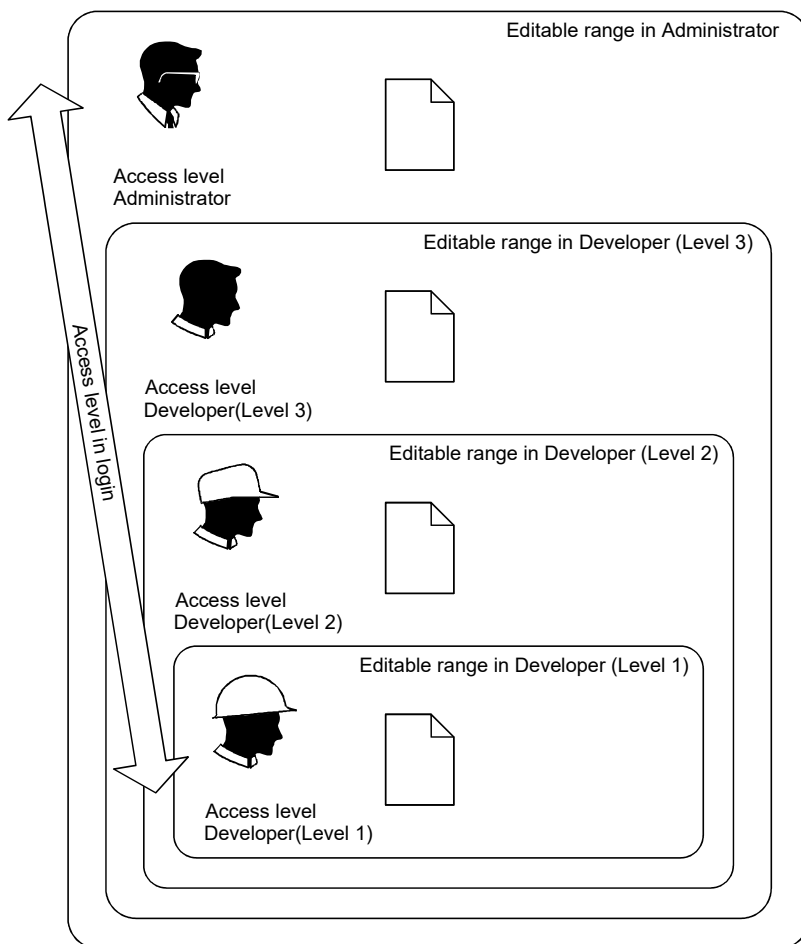 Editable range in Administrator
Access level
Administrator
Editable range in Developer (Level 3)
Access level in login
Access level
Developer(Level 3)
Editable range in Developer (Level 2)
Access level
Developer(Level 2)
Editable range in Developer (Level 1)
Access level
Developer(Level 1)